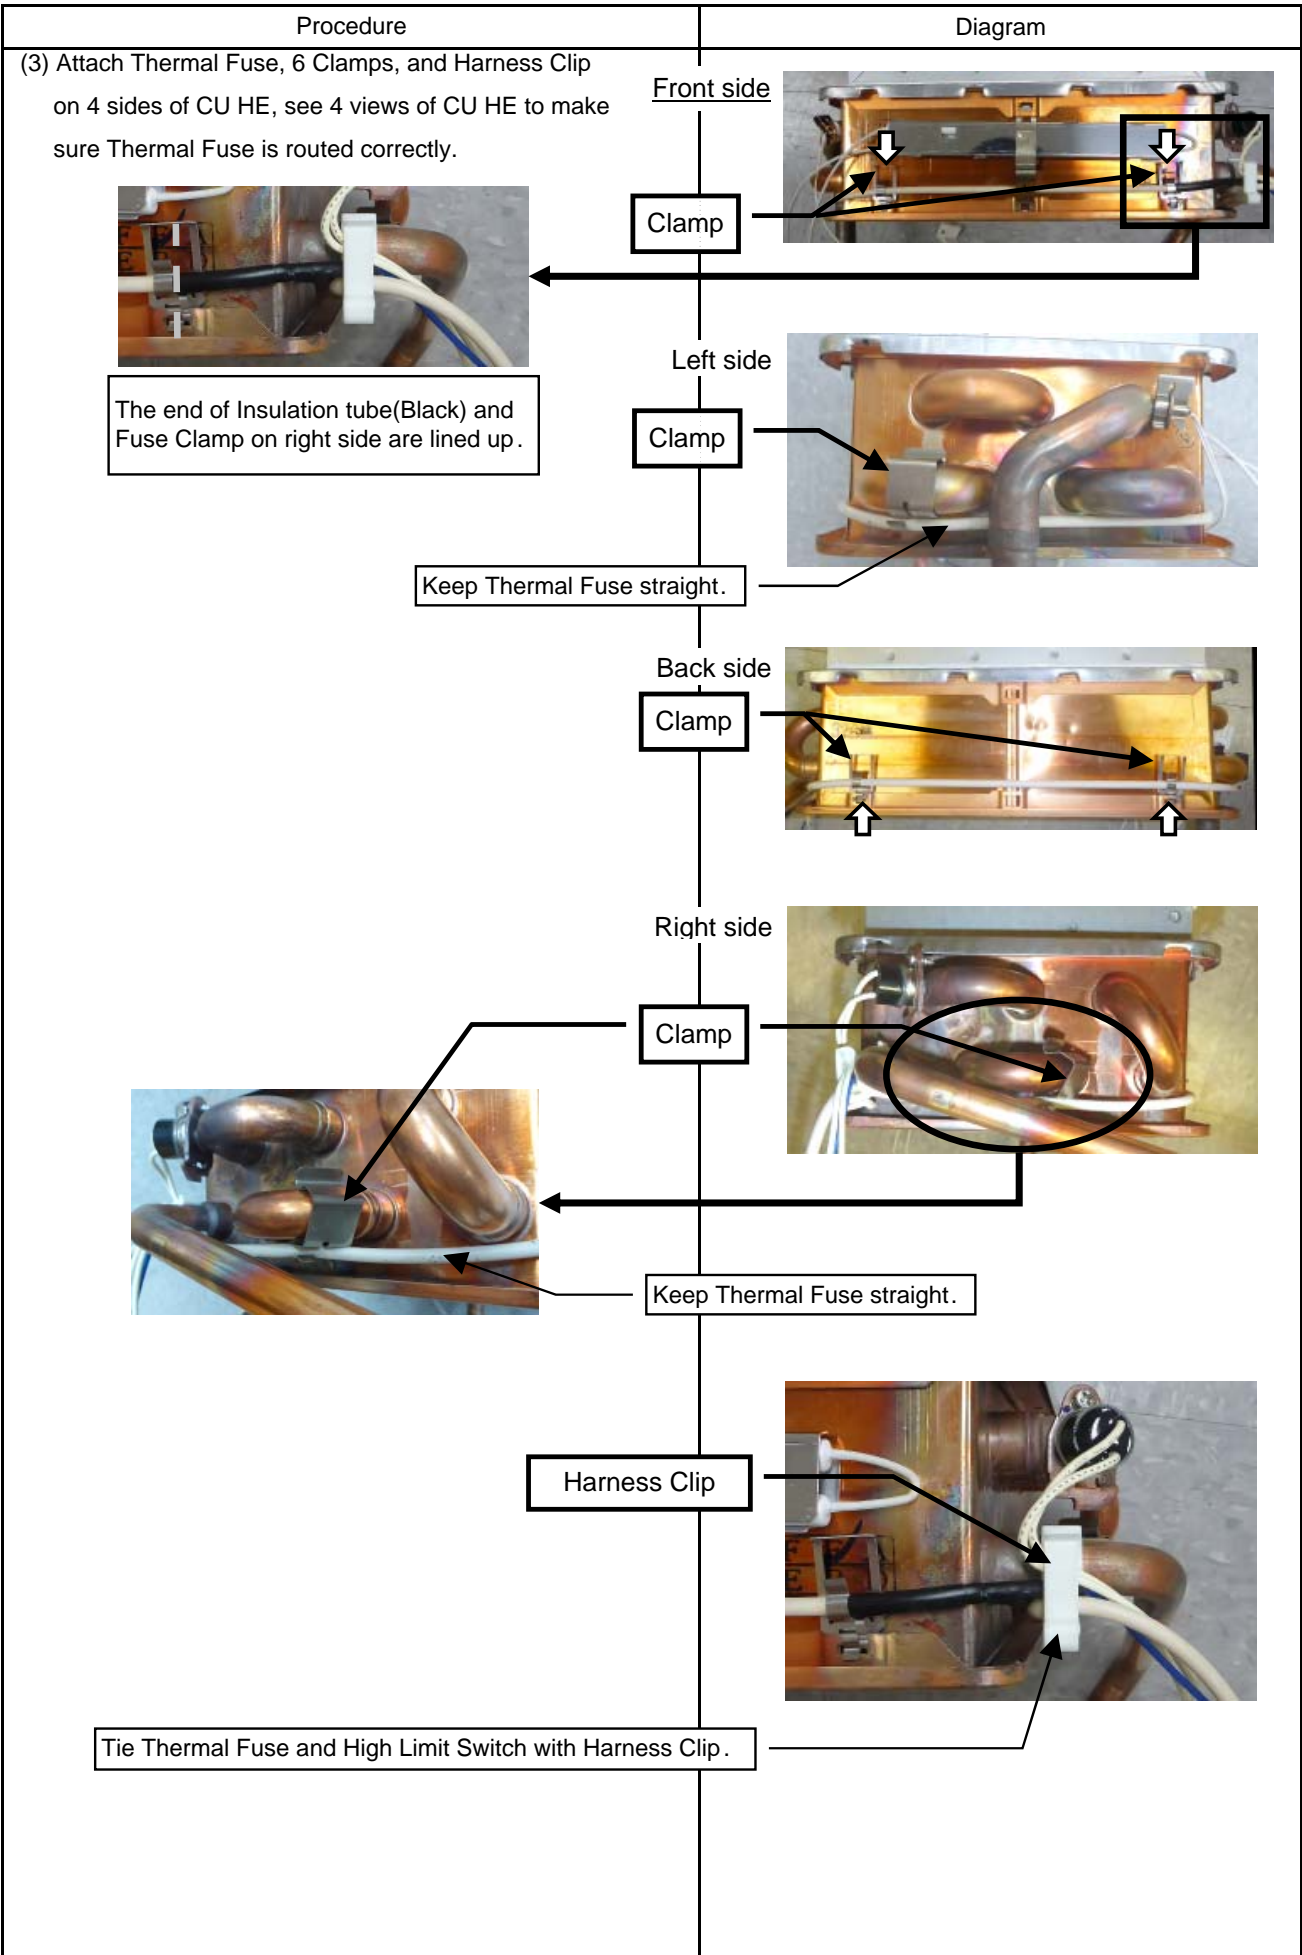 Procedure
Diagram
(3) Attach Thermal Fuse, 6 Clamps, and Harness Clip
on 4 sides of CU HE, see 4 views of CU HE to make
sure Thermal Fuse is routed correctly.
Front side
Clamp
The end of Insulation tube(Black) and
Fuse Clamp on right side are lined up.
Left side
Clamp
Keep Thermal Fuse straight.
Back side
Clamp
Right side
Clamp
Keep Thermal Fuse straight.
Harness Clip
Tie Thermal Fuse and High Limit Switch with Harness Clip.